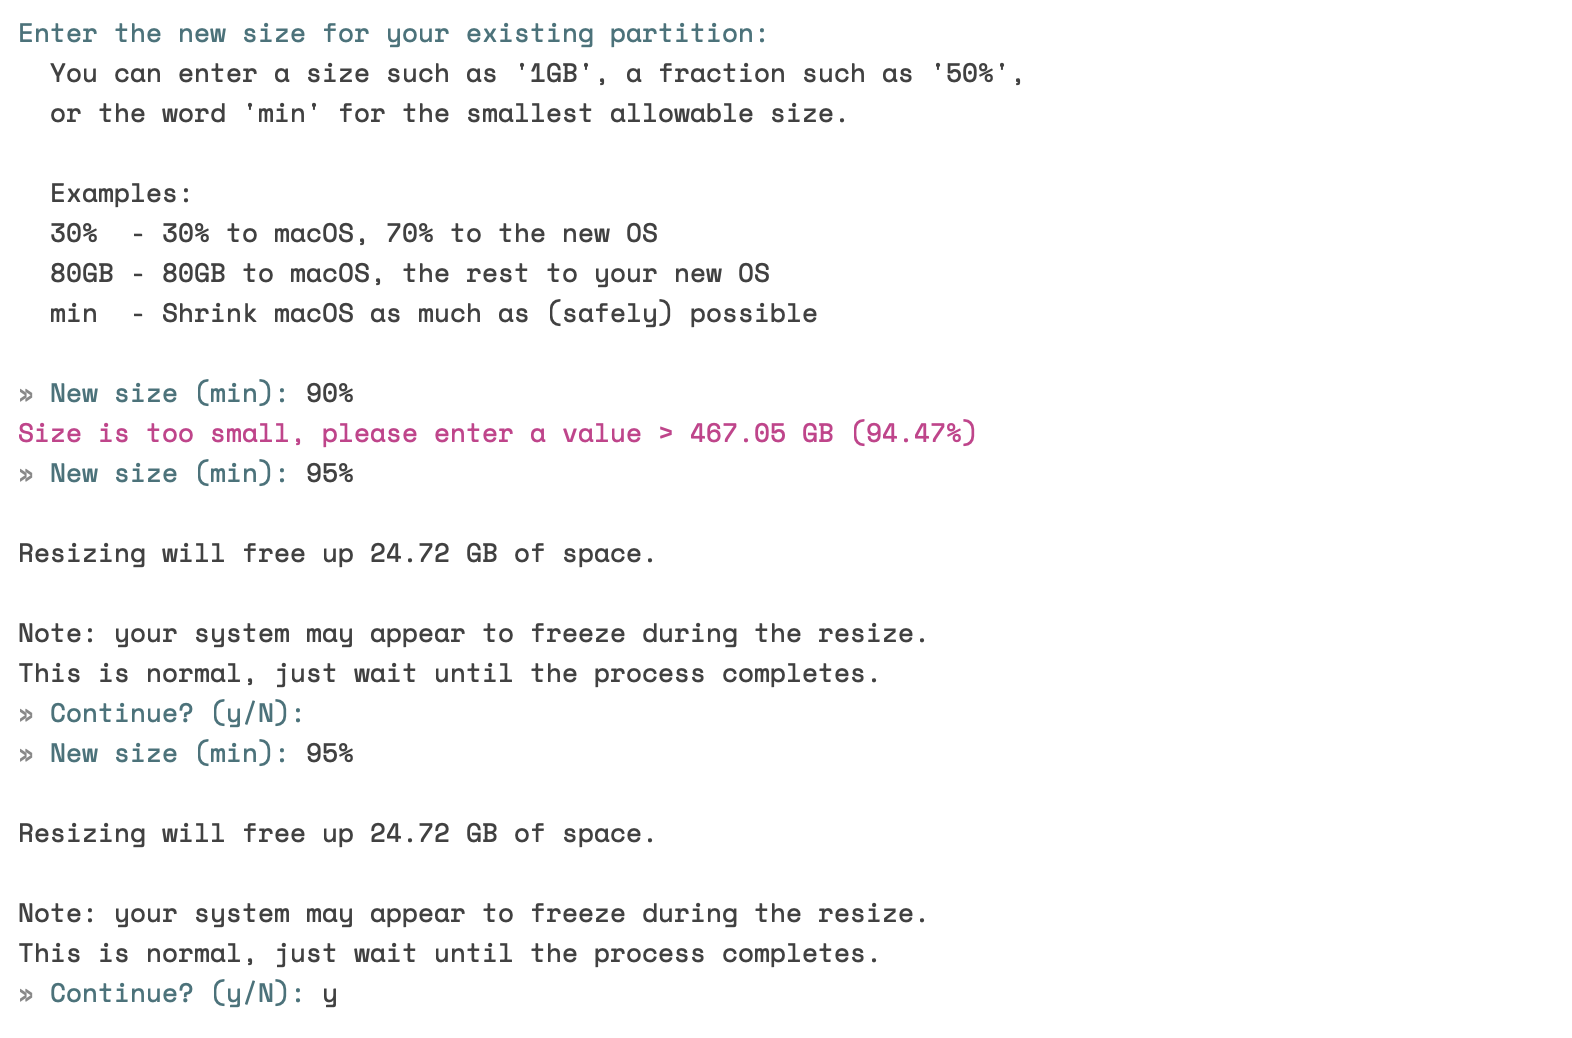 Enter the new size for your existing partition:
  You can enter a size such as '1GB', a fraction such as '50%',
  or the word 'min' for the smallest allowable size.

  Examples:
  30%  - 30% to macOS, 70% to the new OS
  80GB - 80GB to macOS, the rest to your new OS
  min  - Shrink macOS as much as (safely) possible

» New size (min): 90%
Size is too small, please enter a value > 467.05 GB (94.47%)
» New size (min): 95%

Resizing will free up 24.72 GB of space.

Note: your system may appear to freeze during the resize.
This is normal, just wait until the process completes.
» Continue? (y/N):
» New size (min): 95%

Resizing will free up 24.72 GB of space.

Note: your system may appear to freeze during the resize.
This is normal, just wait until the process completes.
» Continue? (y/N): y